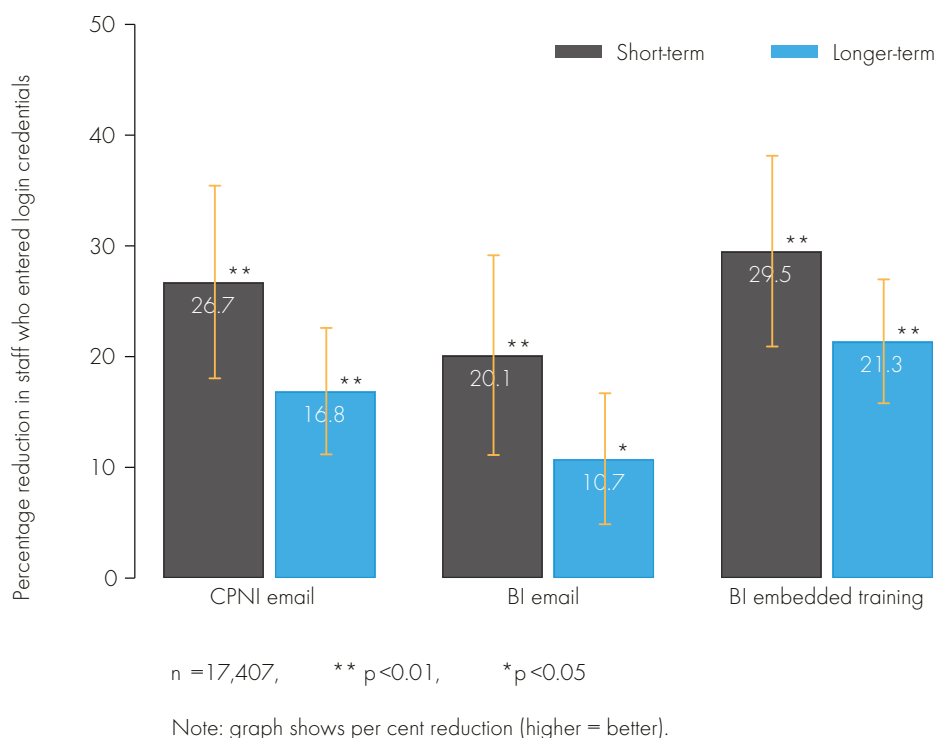 50
Short-term
Longer-term
40
30
20
10
0
Percentage reduction in staff who entered login credentials
26.7
**
16.8
**
20.1
**
10.7
*
29.5
**
21.3
**
CPNI email
BI email
BI embedded training
n =17,407, ** p<0.01, *p<0.05
Note: graph shows per cent reduction (higher = better).